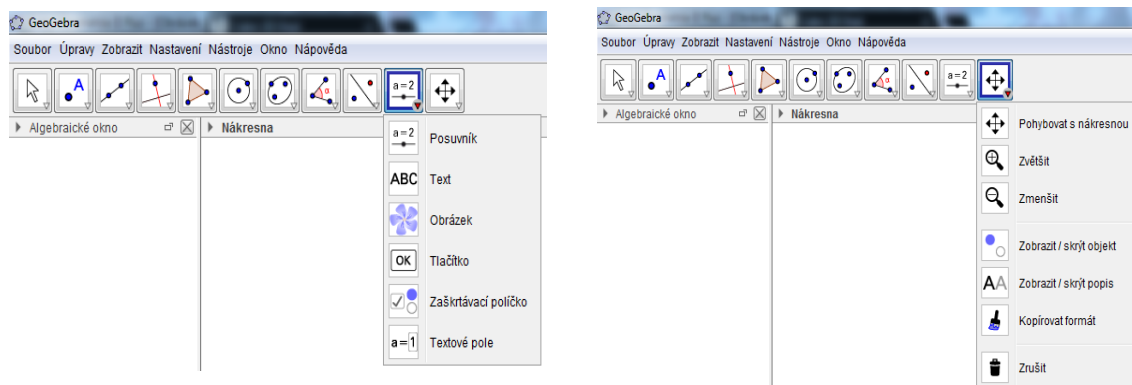 GeoGebra
Soubor Úpravy Zobrazit Nastavení Nástroje Okno Nápověda
A α a=2
Algebraické okno
Nákresna
a=2 Posuvník
ABC Text
Obrázek
OK Tlačítko
Zaškrtávací políčko
a=1 Textové pole
GeoGebra
Soubor Úpravy Zobrazit Nastavení Nástroje Okno Nápověda
A α a=2
Algebraické okno
Nákresna
Pohybovat s nákresnou
Zvětšit
Zmenšit
Zobrazit / skrýt objekt
AA Zobrazit / skrýt popis
Kopírovat formát
Zrušit